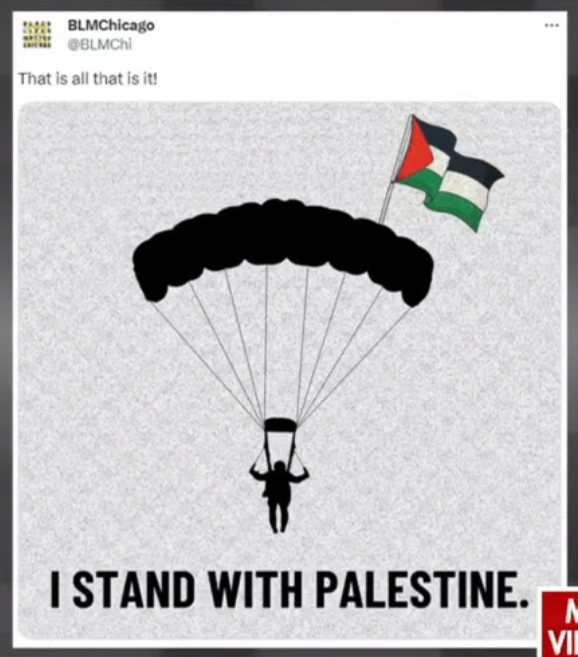 BLMChicago
@BLMChi
That is all that is it!
I STAND WITH PALESTINE.